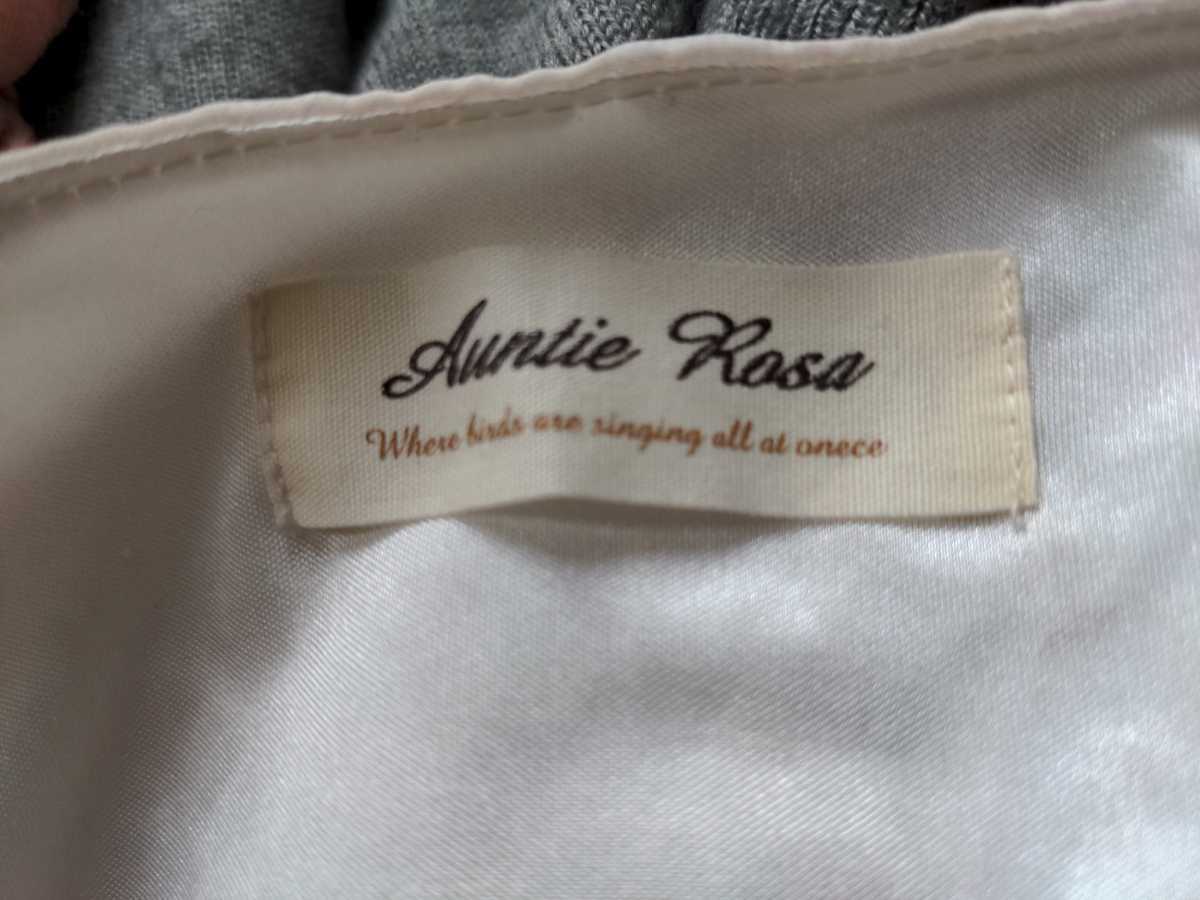 Auntie Rosa
Where birds are singing all at onece